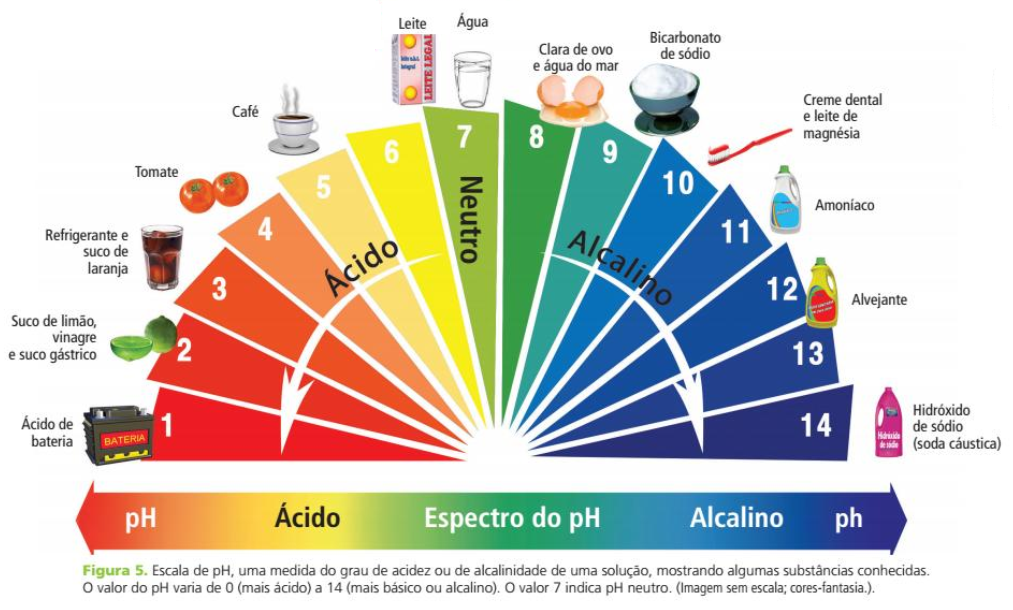 Leite
Água
LEITE LEGAL
Clara de ovo
e água do mar
Bicarbonato
de sódio
Café
Creme dental
e leite de
magnésia
Tomate
Amoníaco
Refrigerante e
suco de
laranja
Alvejante
Suco de limão,
vinagre
e suco gástrico
Ácido de
bateria
BATERIA
Hidróxido
de sódio
(soda cáustica)
Hidróxido
de sódio
1
2
3
4
5
6
7
8
9
10
11
12
13
14
Ácido
Neutro
Alcalino
pH Ácido Espectro do pH Alcalino ph
Figura 5. Escala de pH, uma medida do grau de acidez ou de alcalinidade de uma solução, mostrando algumas substâncias conhecidas.
O valor do pH varia de 0 (mais ácido) a 14 (mais básico ou alcalino). O valor 7 indica pH neutro. (Imagem sem escala; cores-fantasia.).